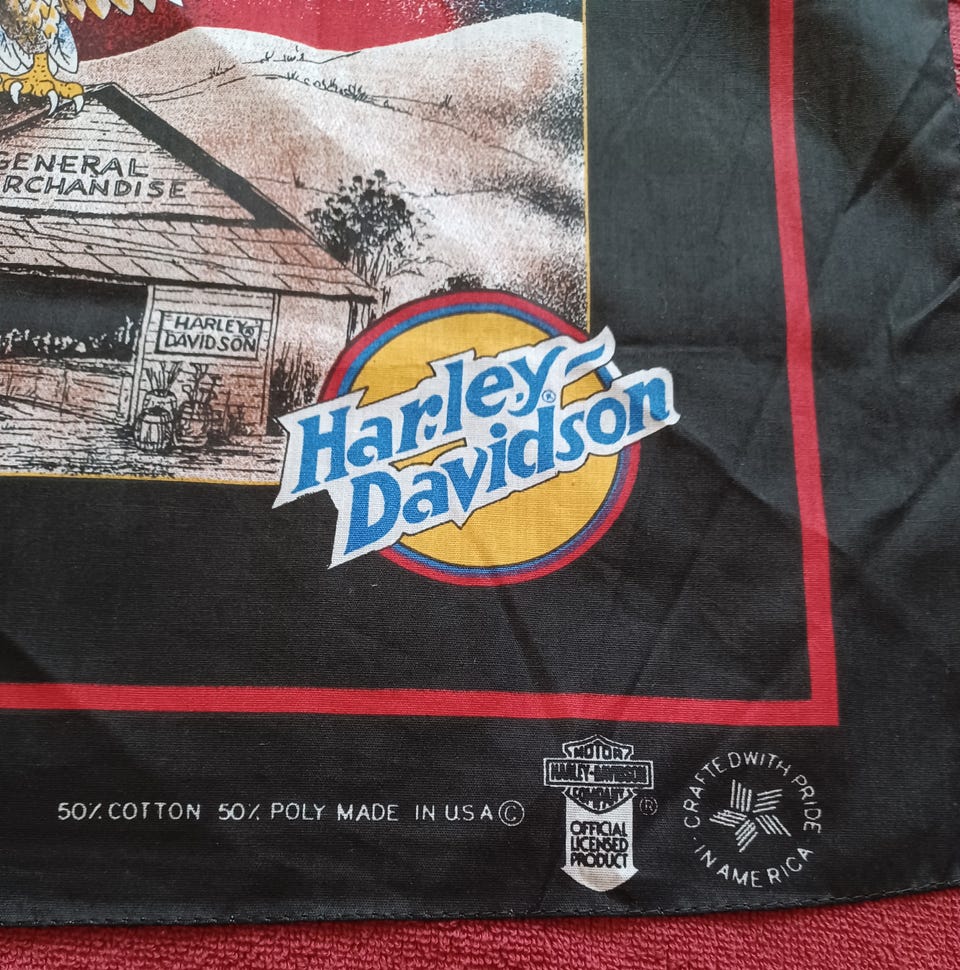 GENERAL
RCHANDISE
HARLEY
DAVIDSON
Harley
®
Davidson
50% COTTON 50% POLY MADE IN USA ©
MOTOR
HARLEY-DAVIDSON
COMPANY
®
OFFICIAL
LICENSED
PRODUCT
CRAFTED WITH PRIDE
· IN AMERICA ·